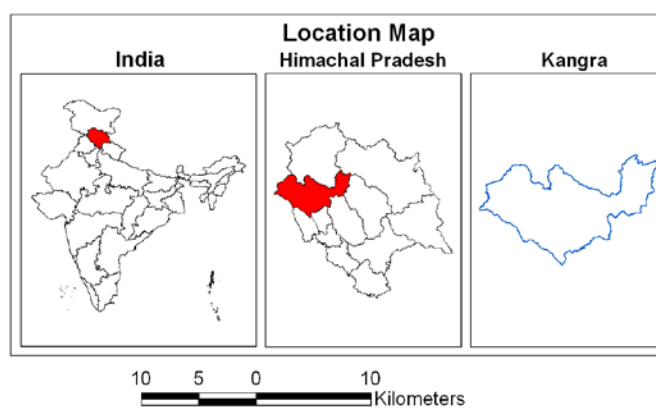 Location Map
India
Himachal Pradesh
Kangra
10 5 0 10
Kilometers